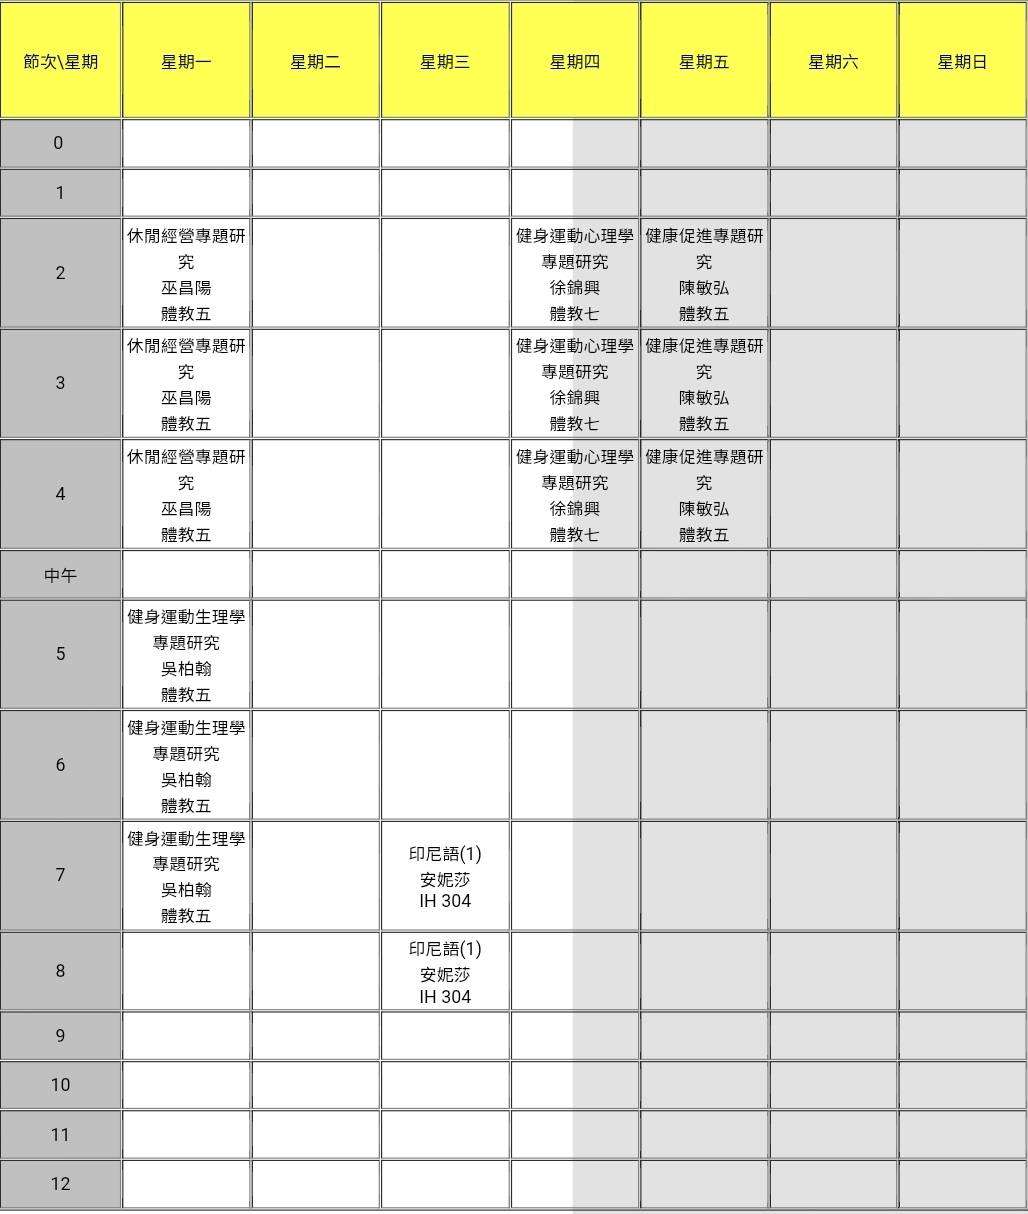 節次\星期 星期一 星期二 星期三 星期四 星期五 星期六 星期日
0
1
2
休閒經營專題研
究
巫昌陽
體教五
健身運動心理學
專題研究
徐錦興
體教七
健康促進專題研
究
陳敏弘
體教五
3
休閒經營專題研
究
巫昌陽
體教五
健身運動心理學
專題研究
徐錦興
體教七
健康促進專題研
究
陳敏弘
體教五
4
休閒經營專題研
究
巫昌陽
體教五
健身運動心理學
專題研究
徐錦興
體教七
健康促進專題研
究
陳敏弘
體教五
中午
5
健身運動生理學
專題研究
吳柏翰
體教五
6
健身運動生理學
專題研究
吳柏翰
體教五
7
健身運動生理學
專題研究
吳柏翰
體教五
印尼語(1)
安妮莎
IH 304
8
印尼語(1)
安妮莎
IH 304
9
10
11
12